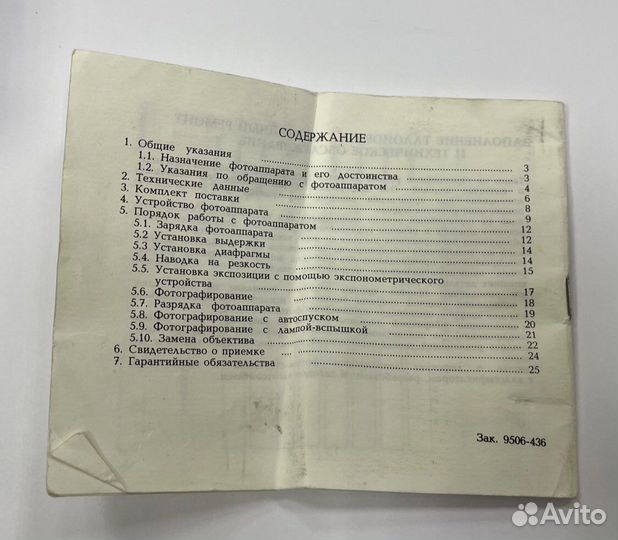 СОДЕРЖАНИЕ
1. Общие указания 3
1.1. Назначение фотоаппарата и его достоинства 3
1.2. Указания по обращению с фотоаппаратом 4
2. Технические данные 6
3. Комплект поставки 8
4. Устройство фотоаппарата 9
5. Порядок работы с фотоаппаратом 12
5.1. Зарядка фотоаппарата 12
5.2 Установка выдержки 14
5.3 Установка диафрагмы 14
5.4. Наводка на резкость 15
5.5. Установка экспозиции с помощью экспонометрического
устройства 17
5.6. Фотографирование 18
5.7. Разрядка фотоаппарата 19
5.8. Фотографирование с автоспуском 20
5.9. Фотографирование с лампой-вспышкой 21
5.10. Замена объектива 22
6. Свидетельство о приемке 24
7. Гарантийные обязательства 25
Зак. 9506-436
Avito